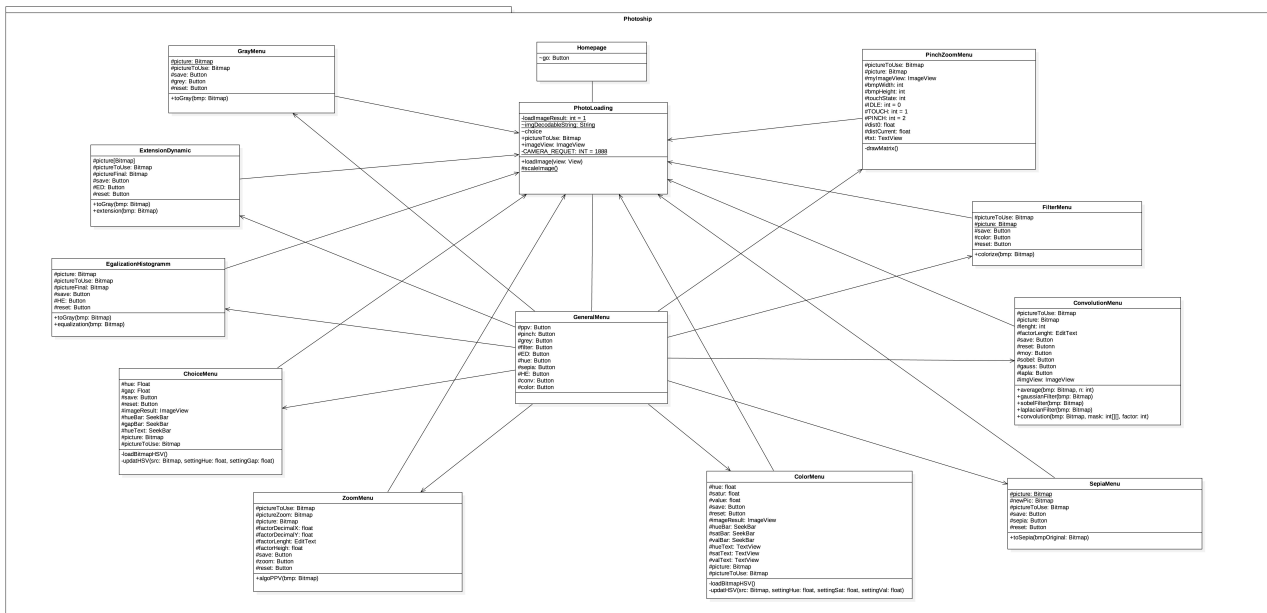 Photoship
GrayMenu
#picture: Bitmap
#pictureToUse: Bitmap
#save: Button
#grey: Button
#reset: Button
+toGray(bmp: Bitmap)
Homepage
~go: Button
PinchZoomMenu
#pictureToUse: Bitmap
#picture: Bitmap
#myImageView: ImageView
#bmpWidth: int
#bmpHeight: int
#touchState: int
#IDLE: int = 0
#TOUCH: int = 1
#PINCH: int = 2
#dist0: float
#distCurrent: float
#txt: TextView
-drawMatrix()
PhotoLoading
-loadImageResult: int = 1
~imgDecodableString: String
~choice
+pictureToUse: Bitmap
+imageView: ImageView
-CAMERA_REQUET: INT = 1888
+loadImage(view: View)
#scaleImage()
ExtensionDynamic
#picture[Bitmap]
#pictureToUse: Bitmap
#pictureFinal: Bitmap
#save: Button
#ED: Button
#reset: Button
+toGray(bmp: Bitmap)
+extension(bmp: Bitmap)
FilterMenu
#pictureToUse: Bitmap
#picture: Bitmap
#save: Button
#color: Button
#reset: Button
+colorize(bmp: Bitmap)
EgalizationHistogramm
#picture: Bitmap
#pictureToUse: Bitmap
#pictureFinal: Bitmap
#save: Button
#HE: Button
#reset: Button
+toGray(bmp: Bitmap)
+equalization(bmp: Bitmap)
GeneralMenu
#ppv: Button
#pinch: Button
#grey: Button
#filter: Button
#ED: Button
#hue: Button
#sepia: Button
#HE: Button
#conv: Button
#color: Button
ConvolutionMenu
#pictureToUse: Bitmap
#picture: Bitmap
#lenght: int
#factorLenght: EditText
#save: Button
#reset: Butonn
#moy: Button
#sobel: Button
#gauss: Button
#lapla: Button
#imgView: ImageView
+average(bmp: Bitmap, n: int)
+gaussianFilter(bmp: Bitmap)
+sobelFilter(bmp: Bitmap)
+laplacianFilter(bmp: Bitmap)
+convolution(bmp: Bitmap, mask: int[][], factor: int)
ChoiceMenu
#hue: Float
#gap: Float
#save: Button
#reset: Button
#imageResult: ImageView
#hueBar: SeekBar
#gapBar: SeekBar
#hueText: SeekBar
#picture: Bitmap
#pictureToUse: Bitmap
-loadBitmapHSV()
-updatHSV(src: Bitmap, settingHue: float, settingGap: float)
ZoomMenu
#pictureToUse: Bitmap
#pictureZoom: Bitmap
#picture: Bitmap
#factorDecimalX: float
#factorDecimalY: float
#factorLenght: EditText
#factorHeigh: float
#save: Button
#zoom: Button
#reset: Button
+algoPPV(bmp: Bitmap)
ColorMenu
#hue: float
#satur: float
#value: float
#save: Button
#reset: Button
#imageResult: ImageView
#hueBar: SeekBar
#satBar: SeekBar
#valBar: SeekBar
#hueText: TextView
#satText: TextView
#valText: TextView
#picture: Bitmap
#pictureToUse: Bitmap
-loadBitmapHSV()
-updatHSV(src: Bitmap, settingHue: float, settingSat: float, settingVal: float)
SepiaMenu
#picture: Bitmap
#newPic: Bitmap
#pictureToUse: Bitmap
#save: Button
#sepia: Button
#reset: Button
+toSepia(bmpOriginal: Bitmap)